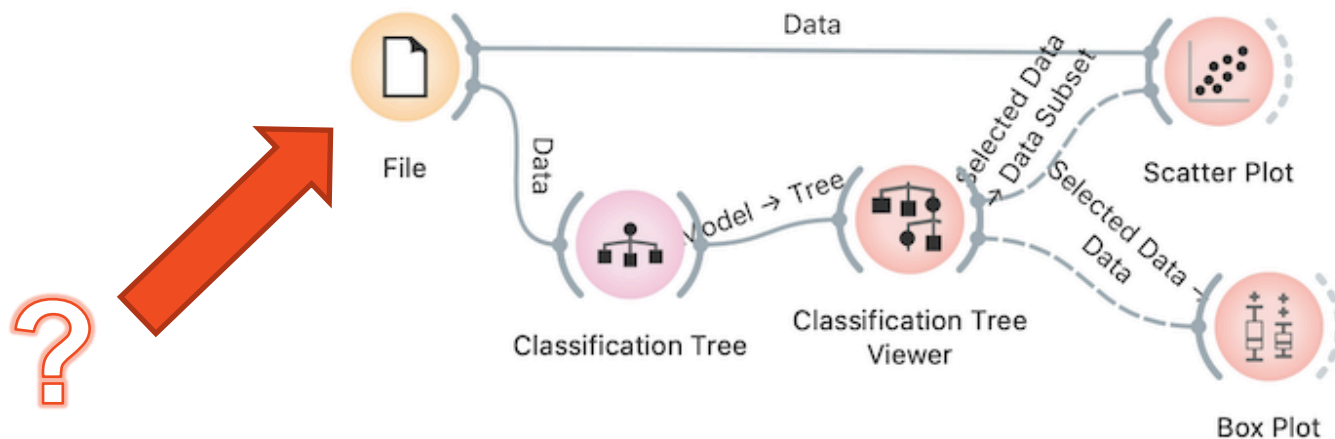 Data
File
Data
Model → Tree
Selected Data
→ Data Subset
Scatter Plot
Selected Data →
Data
Classification Tree
Classification Tree
Viewer
Box Plot
?